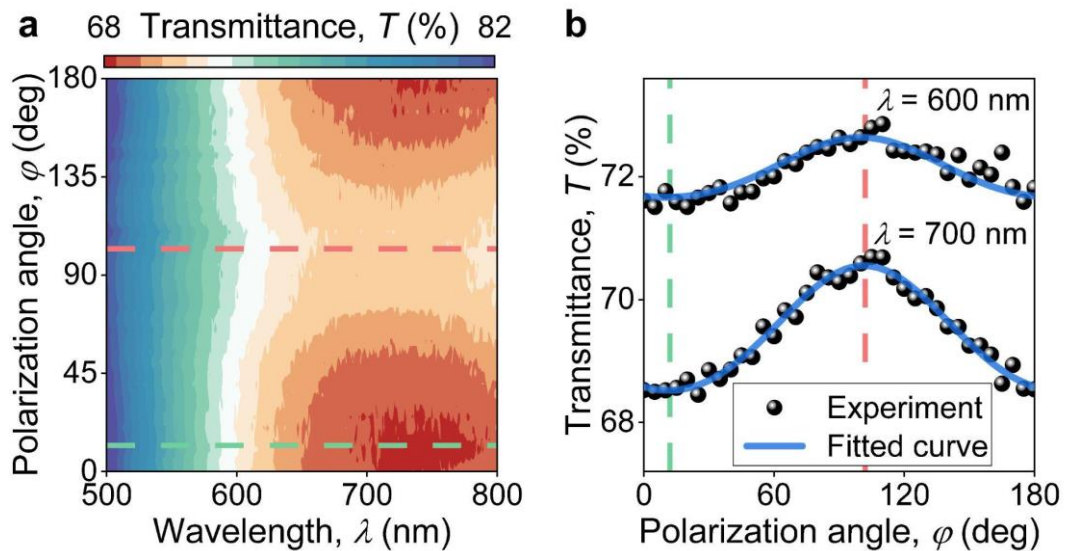 a
68 Transmittance, T (%) 82
180
135
90
45
0
Polarization angle, φ (deg)
500 600 700 800
Wavelength, λ (nm)
b
λ = 600 nm
λ = 700 nm
72
70
68
Transmittance, T (%)
Experiment
Fitted curve
0 60 120 180
Polarization angle, φ (deg)